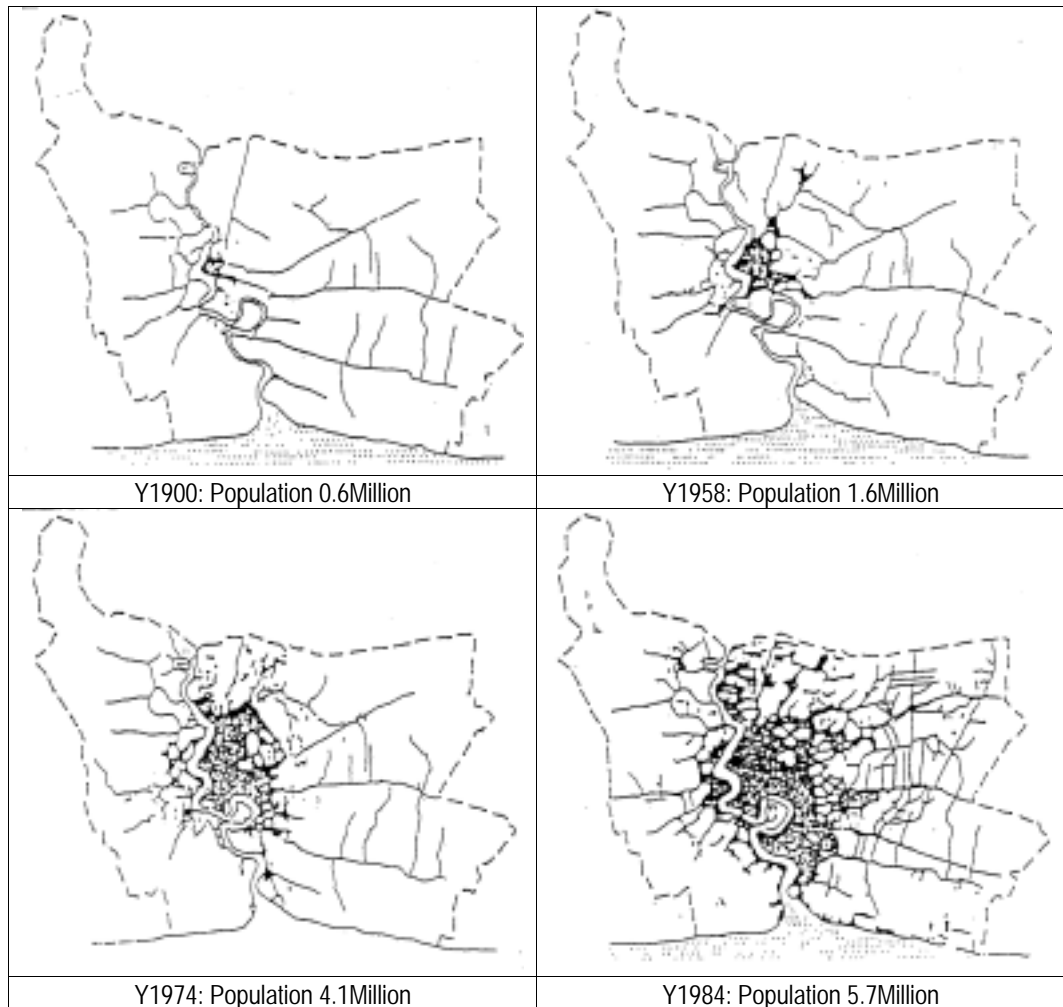 Y1900: Population 0.6Million
Y1958: Population 1.6Million
Y1974: Population 4.1Million
Y1984: Population 5.7Million